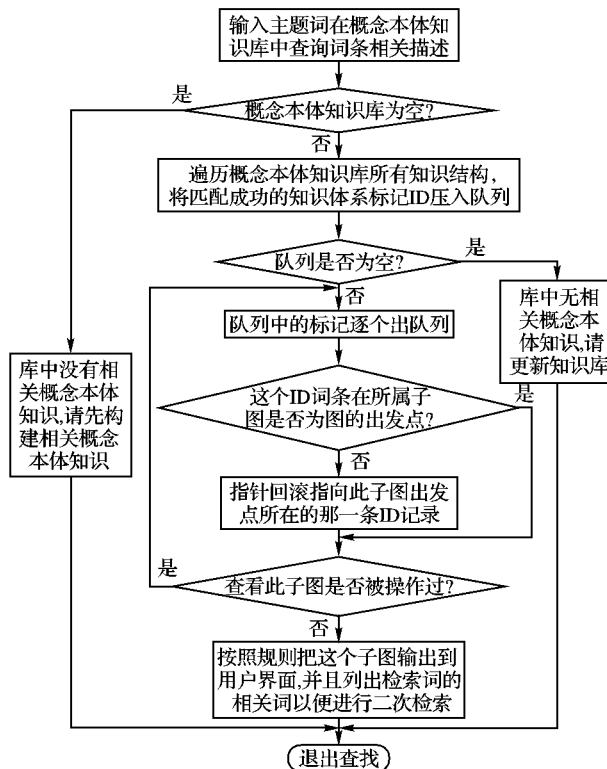 输入主题词在概念本体知
识库中查询词条相关描述
是
概念本体知识库为空?
否
遍历概念本体知识库所有知识结构,
将匹配成功的知识体系标记ID压入队列
队列是否为空?
是
否
库中无相
关概念本
体知识,请
更新知识库
队列中的标记逐个出队列
库中没有相
关概念本体
知识,请先构
建相关概念
本体知识
这个ID词条在所属子
图是否为图的出发点?
是
否
指针回滚指向此子图出发
点所在的那一条ID记录
是
查看此子图是否被操作过?
否
按照规则把这个子图输出到
用户界面,并且列出检索词的
相关词以便进行二次检索
退出查找